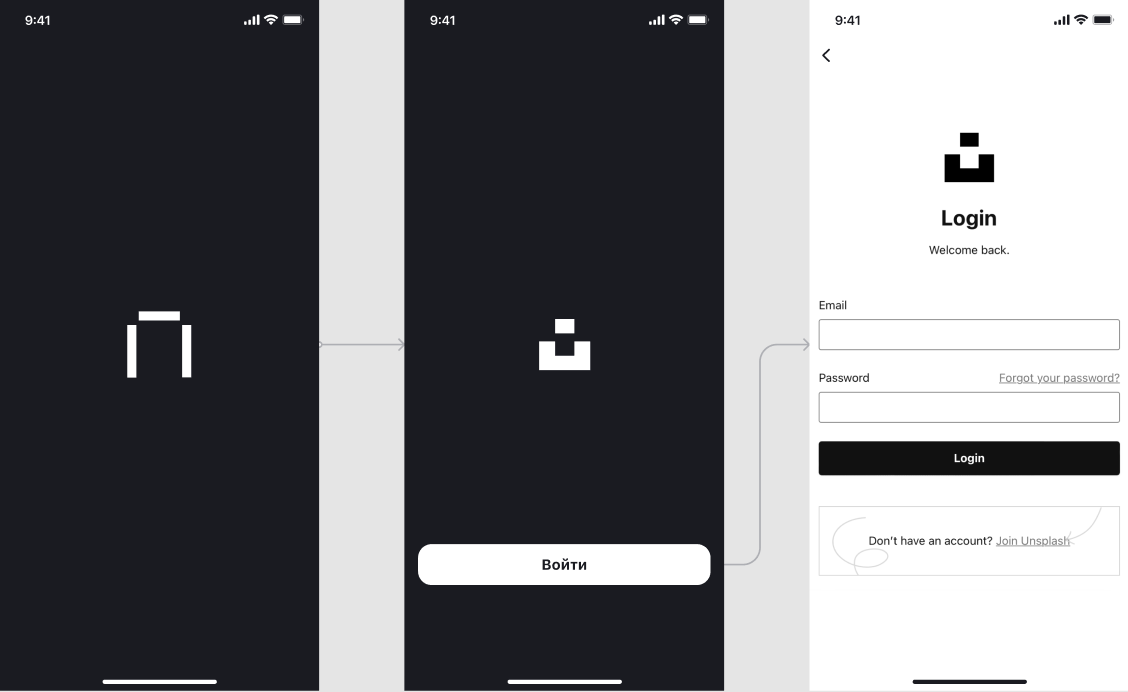 9:41
9:41
Войти
9:41
Login
Welcome back.
Email
Password
Forgot your password?
Login
Don't have an account? Join Unsplash